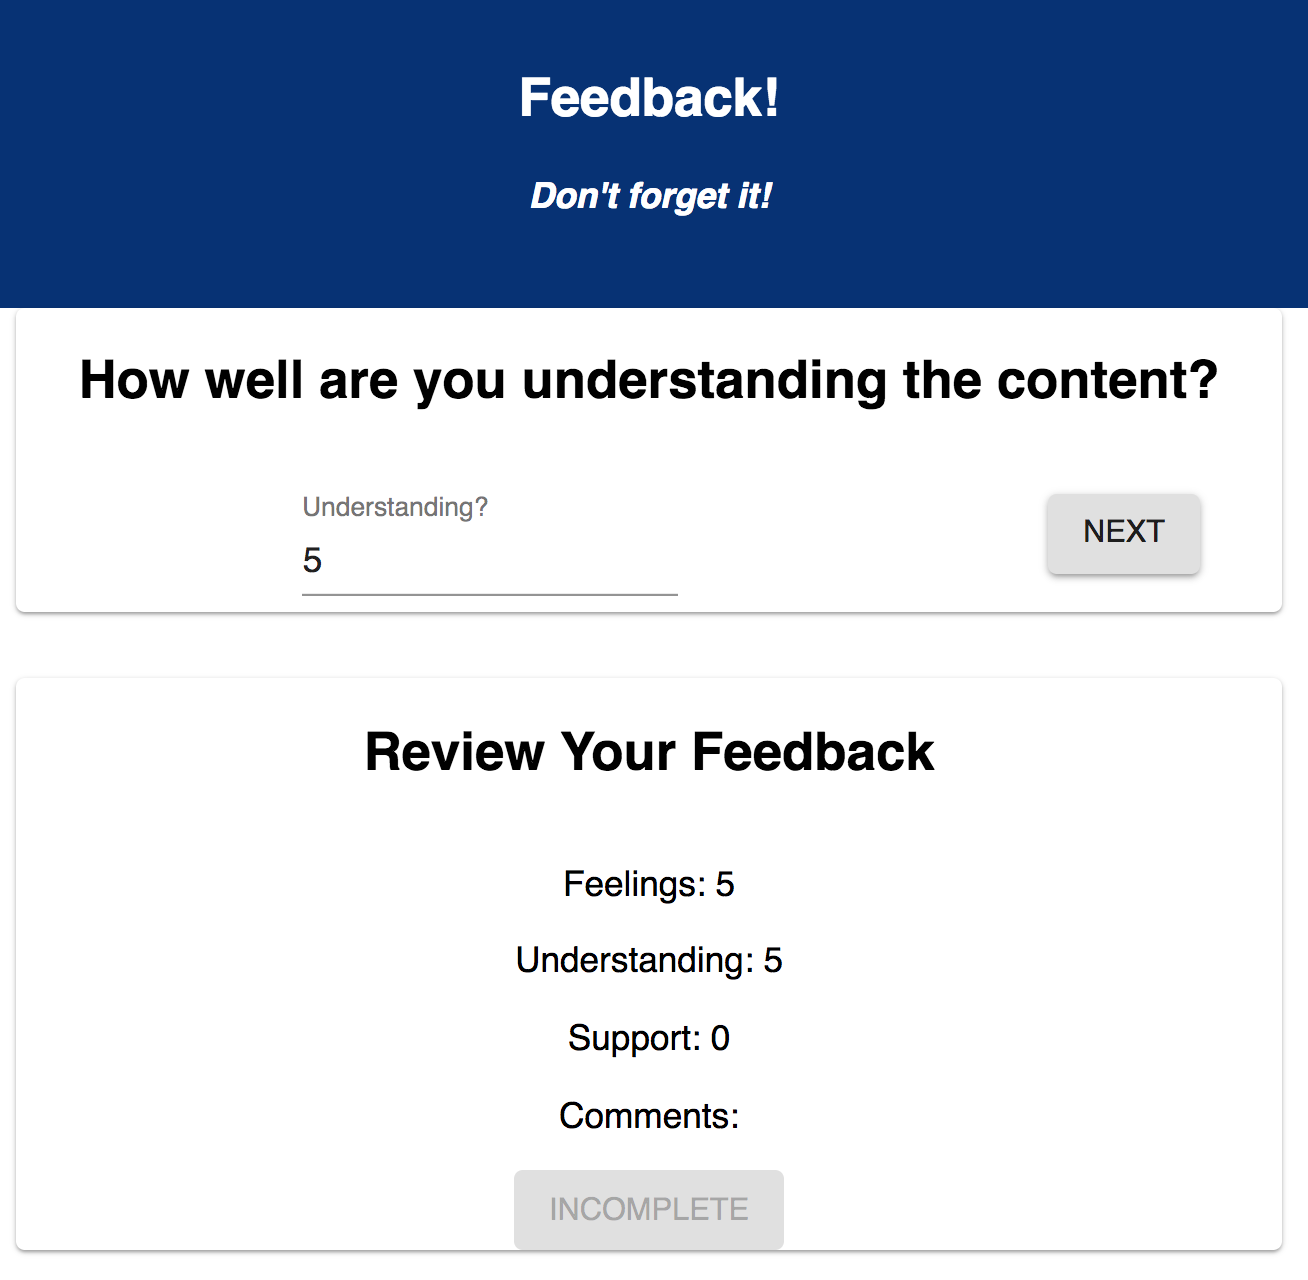 Feedback!
Don't forget it!
How well are you understanding the content?
Understanding?
5
NEXT
Review Your Feedback
Feelings: 5
Understanding: 5
Support: 0
Comments:
INCOMPLETE